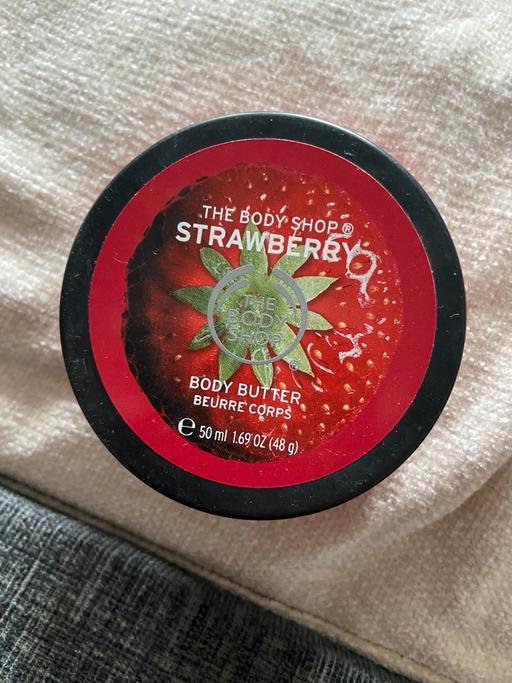 THE BODY SHOP®
STRAWBERRY
THE
BODY
SHOP
®
BODY BUTTER
BEURRE CORPS
℮ 50 ml 1.69 OZ (48 g)